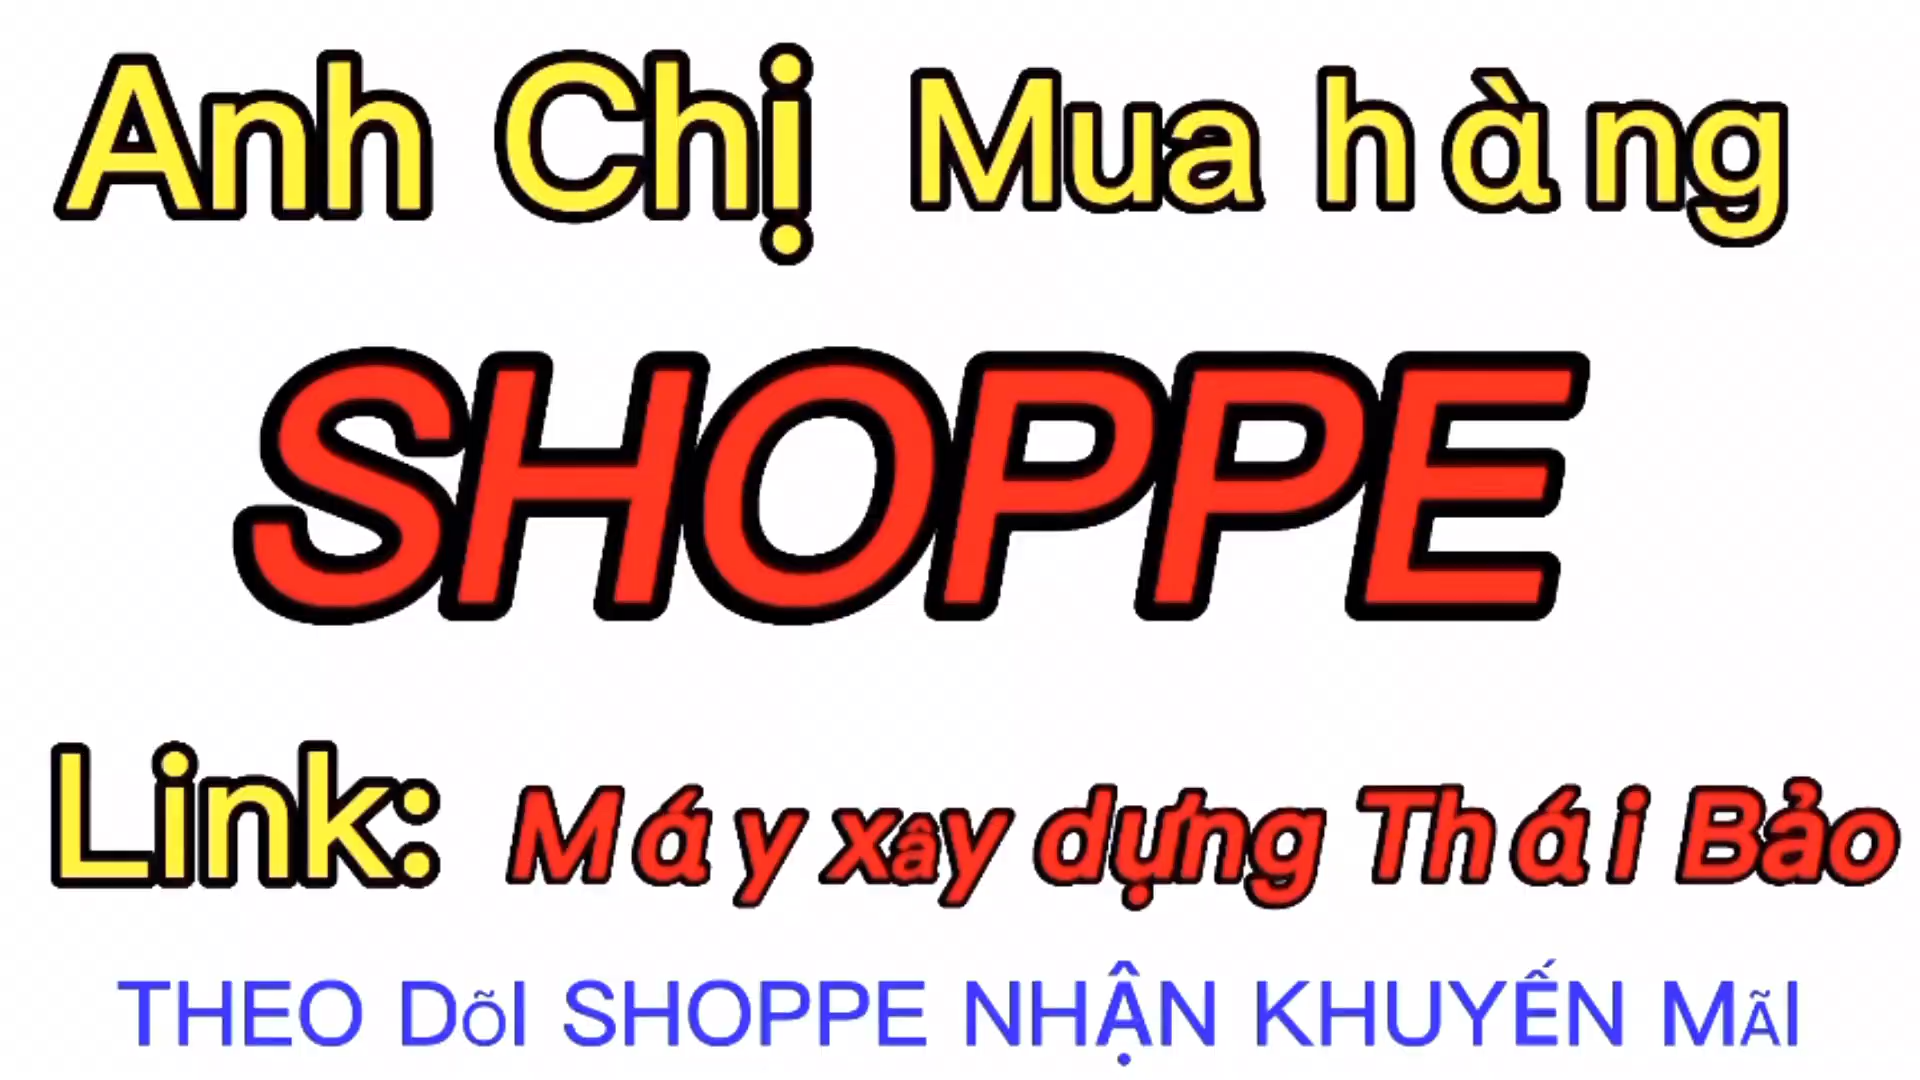 Anh Chị Mua hàng
SHOPPE
Link: Máy xây dựng Thái Bảo
THEO DõI SHOPPE NHẬN KHUYẾN MÃI